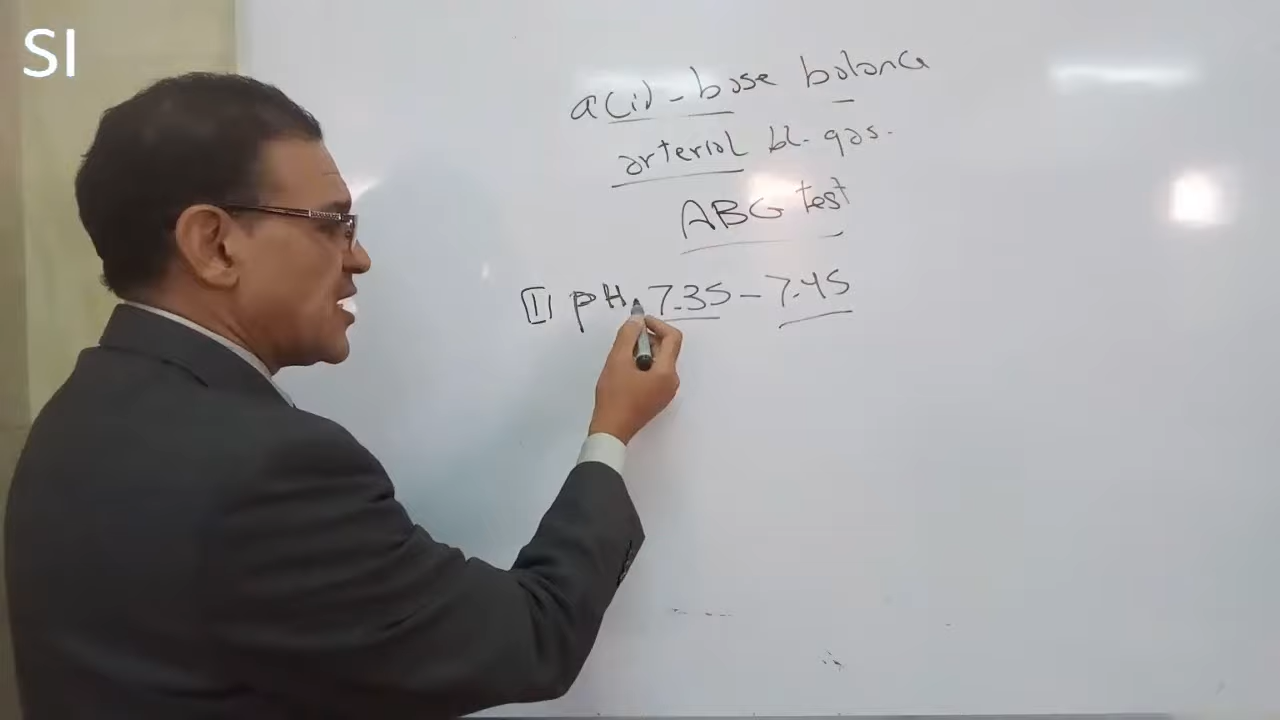 SI
acid-base balance
arterial bl. gas.
ABG test
1 pH 7.35 - 7.45